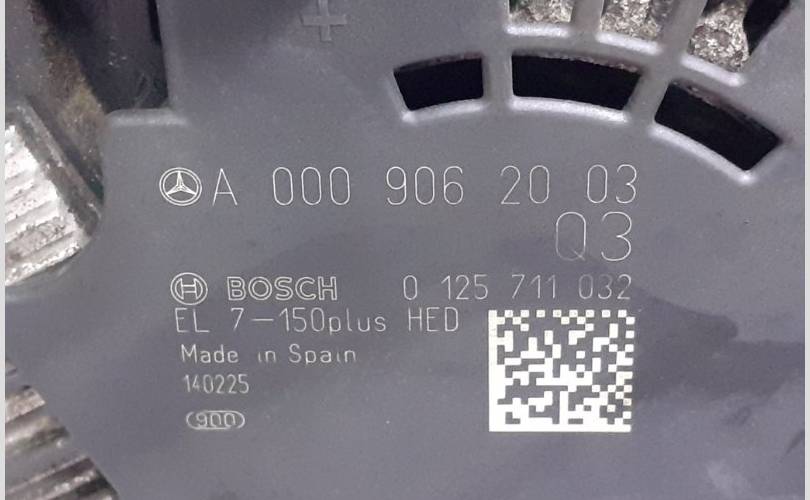 +
A 000 906 20 03
Q3
BOSCH 0 125 711 032
EL 7-150plus HED
Made in Spain
140225
900